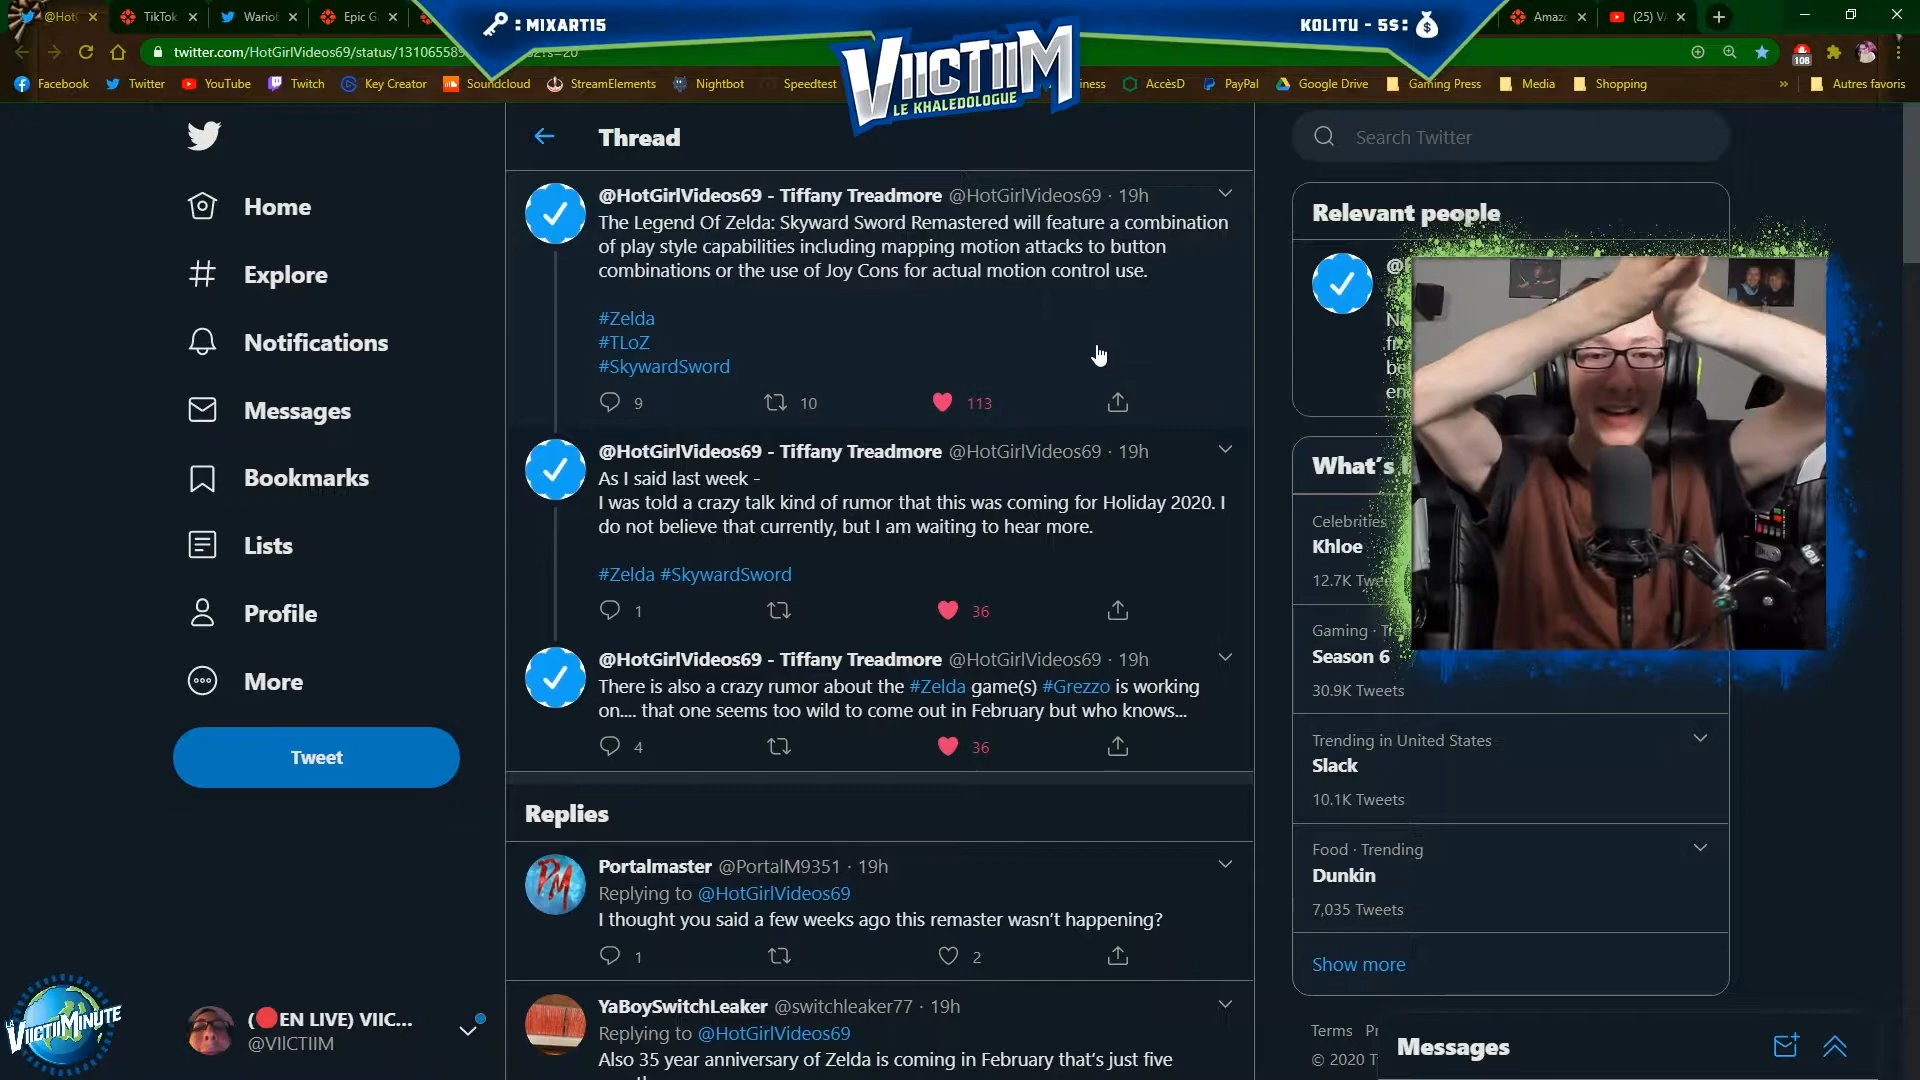 @HotG
TikTok
Wario
Epic G
Amazo
(25) V
: MIXART15
KOLITU - 5$:
VIICTIIM
LE KHALEDOLOGUE
twitter.com/HotGirlVideos69/status/13106558
?s=20
108
Facebook
Twitter
YouTube
Twitch
Key Creator
Soundcloud
StreamElements
Nightbot
Speedtest
iness
AccèsD
PayPal
Google Drive
Gaming Press
Media
Shopping
»
Autres favoris
Home
Explore
Notifications
Messages
Bookmarks
Lists
Profile
More
Tweet
LA VIICTIIMINUTE
(🔴EN LIVE) VIIC...
@VIICTIIM
Thread
@HotGirlVideos69 - Tiffany Treadmore @HotGirlVideos69 · 19h
The Legend Of Zelda: Skyward Sword Remastered will feature a combination
of play style capabilities including mapping motion attacks to button
combinations or the use of Joy Cons for actual motion control use.
#Zelda
#TLoZ
#SkywardSword
9 10 113
@HotGirlVideos69 - Tiffany Treadmore @HotGirlVideos69 · 19h
As I said last week -
I was told a crazy talk kind of rumor that this was coming for Holiday 2020. I
do not believe that currently, but I am waiting to hear more.
#Zelda #SkywardSword
1 36
@HotGirlVideos69 - Tiffany Treadmore @HotGirlVideos69 · 19h
There is also a crazy rumor about the #Zelda game(s) #Grezzo is working
on.... that one seems too wild to come out in February but who knows...
4 36
Replies
PM
Portalmaster @PortalM9351 · 19h
Replying to @HotGirlVideos69
I thought you said a few weeks ago this remaster wasn't happening?
1 2
YaBoySwitchLeaker @switchleaker77 · 19h
Replying to @HotGirlVideos69
Also 35 year anniversary of Zelda is coming in February that's just five
Search Twitter
Relevant people
What's
Celebrities
Khloe
12.7K Twee
Gaming · Tre
Season 6
30.9K Tweets
Trending in United States
Slack
10.1K Tweets
Food · Trending
Dunkin
7,035 Tweets
Show more
Terms
© 2020 T
Messages